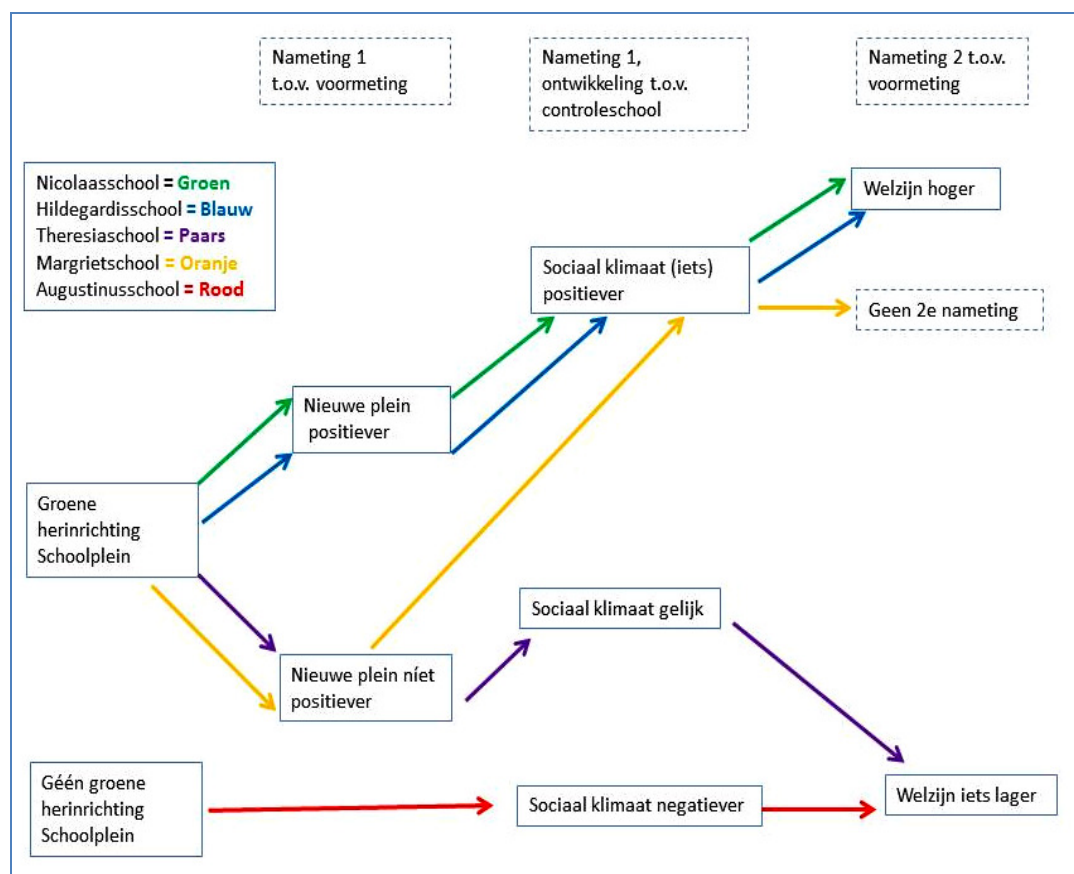 Nameting 1
t.o.v. voormeting
Nameting 1,
ontwikkeling t.o.v.
controleschool
Nameting 2 t.o.v.
voormeting
Nicolaasschool = Groen
Hildegardisschool = Blauw
Theresiaschool = Paars
Margrietschool = Oranje
Augustinusschool = Rood
Welzijn hoger
Sociaal klimaat (iets)
positiever
Geen 2e nameting
Nieuwe plein
positiever
Groene
herinrichting
Schoolplein
Sociaal klimaat gelijk
Nieuwe plein níet
positiever
Géén groene
herinrichting
Schoolplein
Sociaal klimaat negatiever
Welzijn iets lager